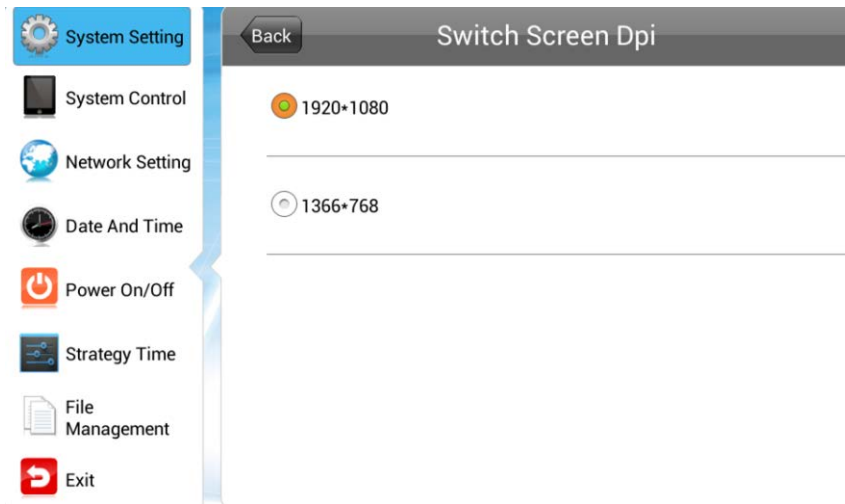 System Setting
System Control
Network Setting
Date And Time
Power On/Off
Strategy Time
File
Management
Exit
Back
Switch Screen Dpi
1920*1080
1366*768